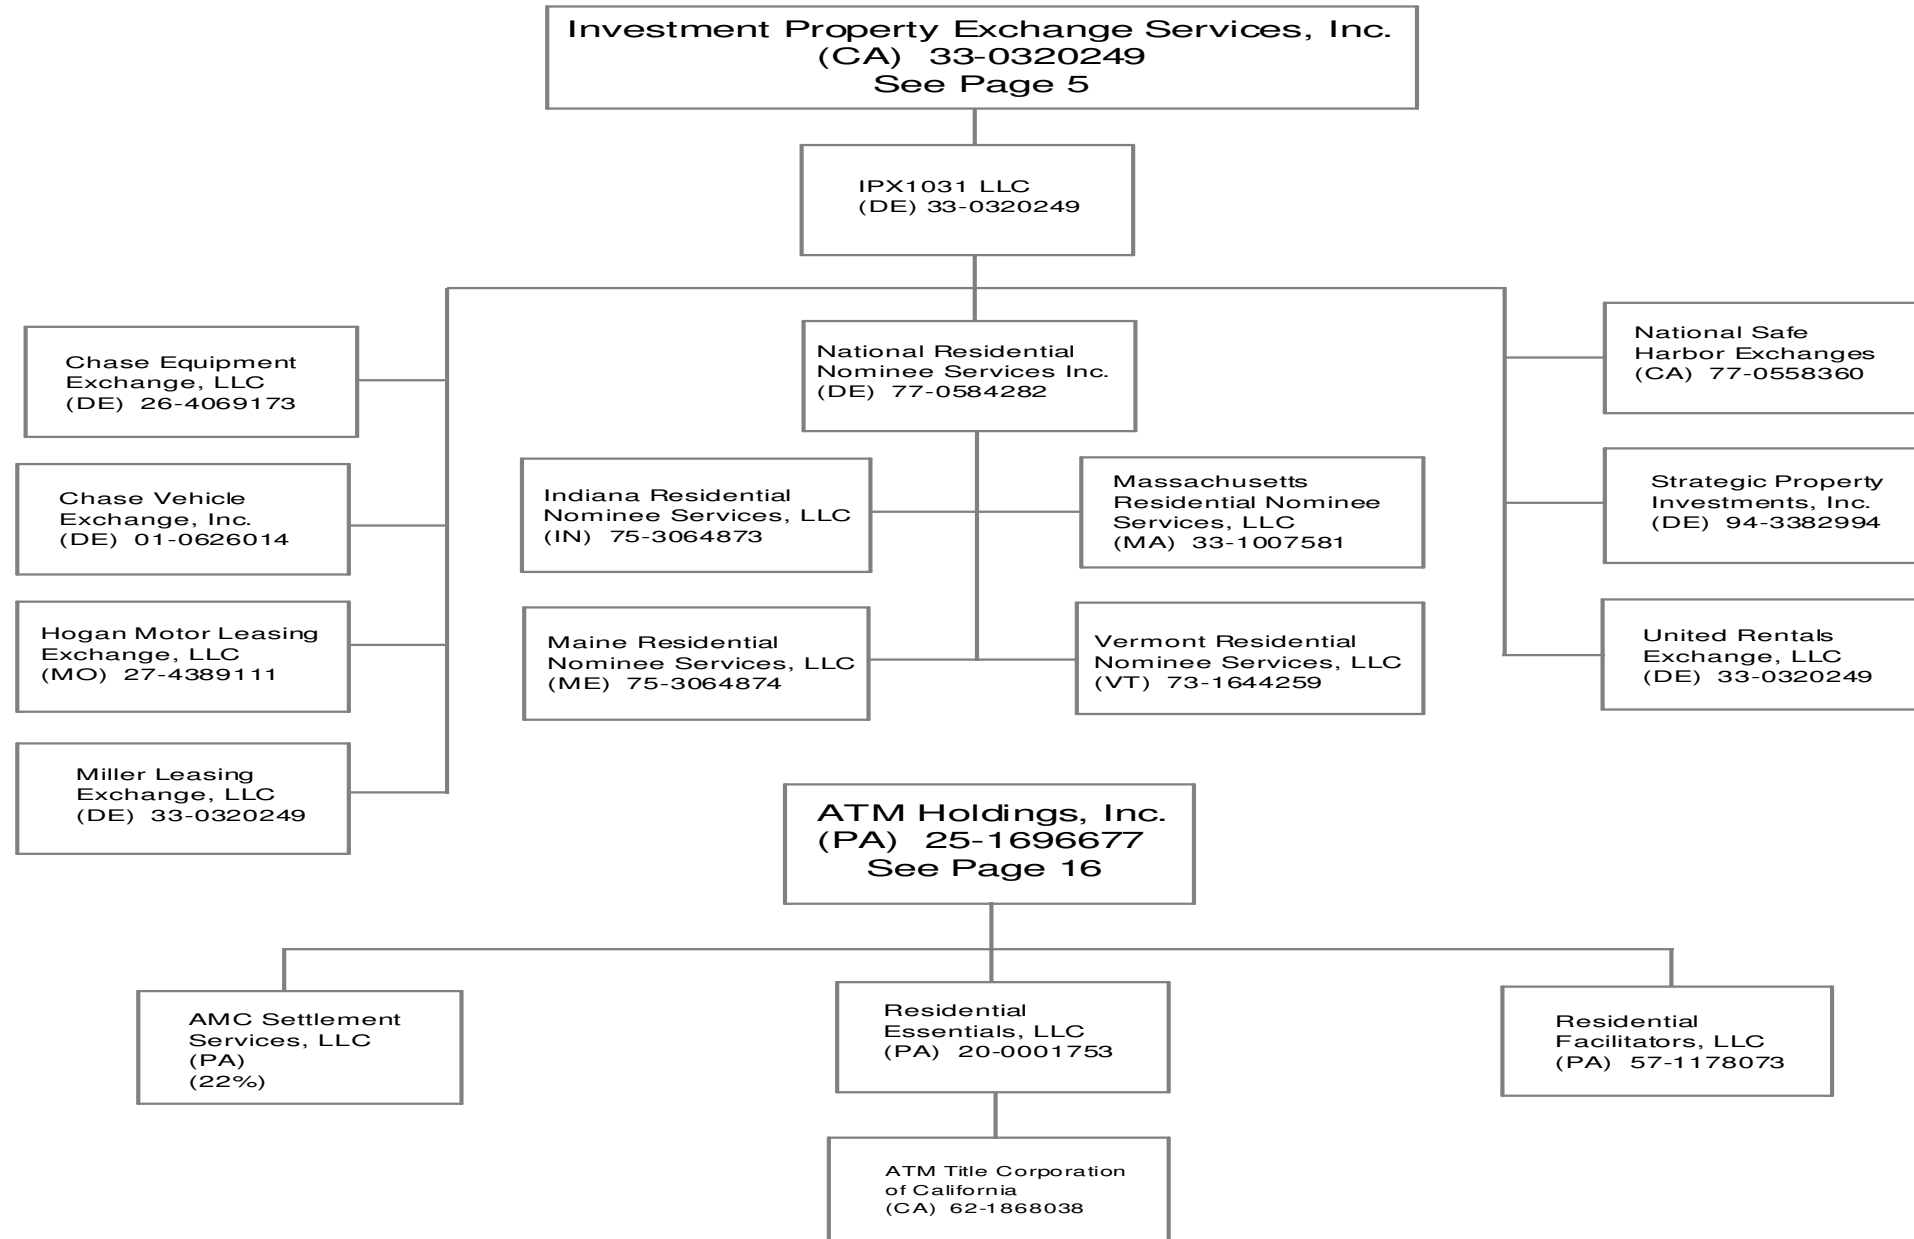 Investment Property Exchange Services, Inc.
(CA) 33-0320249
See Page 5
IPX1031 LLC
(DE) 33-0320249
Chase Equipment
Exchange, LLC
(DE) 26-4069173
Chase Vehicle
Exchange, Inc.
(DE) 01-0626014
Hogan Motor Leasing
Exchange, LLC
(MO) 27-4389111
Miller Leasing
Exchange, LLC
(DE) 33-0320249
National Residential
Nominee Services Inc.
(DE) 77-0584282
Indiana Residential
Nominee Services, LLC
(IN) 75-3064873
Massachusetts
Residential Nominee
Services, LLC
(MA) 33-1007581
Maine Residential
Nominee Services, LLC
(ME) 75-3064874
Vermont Residential
Nominee Services, LLC
(VT) 73-1644259
National Safe
Harbor Exchanges
(CA) 77-0558360
Strategic Property
Investments, Inc.
(DE) 94-3382994
United Rentals
Exchange, LLC
(DE) 33-0320249
ATM Holdings, Inc.
(PA) 25-1696677
See Page 16
AMC Settlement
Services, LLC
(PA)
(22%)
Residential
Essentials, LLC
(PA) 20-0001753
Residential
Facilitators, LLC
(PA) 57-1178073
ATM Title Corporation
of California
(CA) 62-1868038